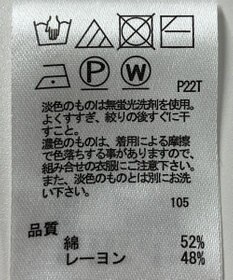 P W
P22T
淡色のものは無蛍光洗剤を使用。
よくすすぎ、絞りの後すぐに干
すこと。
濃色のものは、着用による摩擦
で色落ちする事がありますので、
組み合せの衣服にご注意下さい。
また、淡色のものとは別にお洗
い下さい。
105
品質
綿 52%
レーヨン 48%